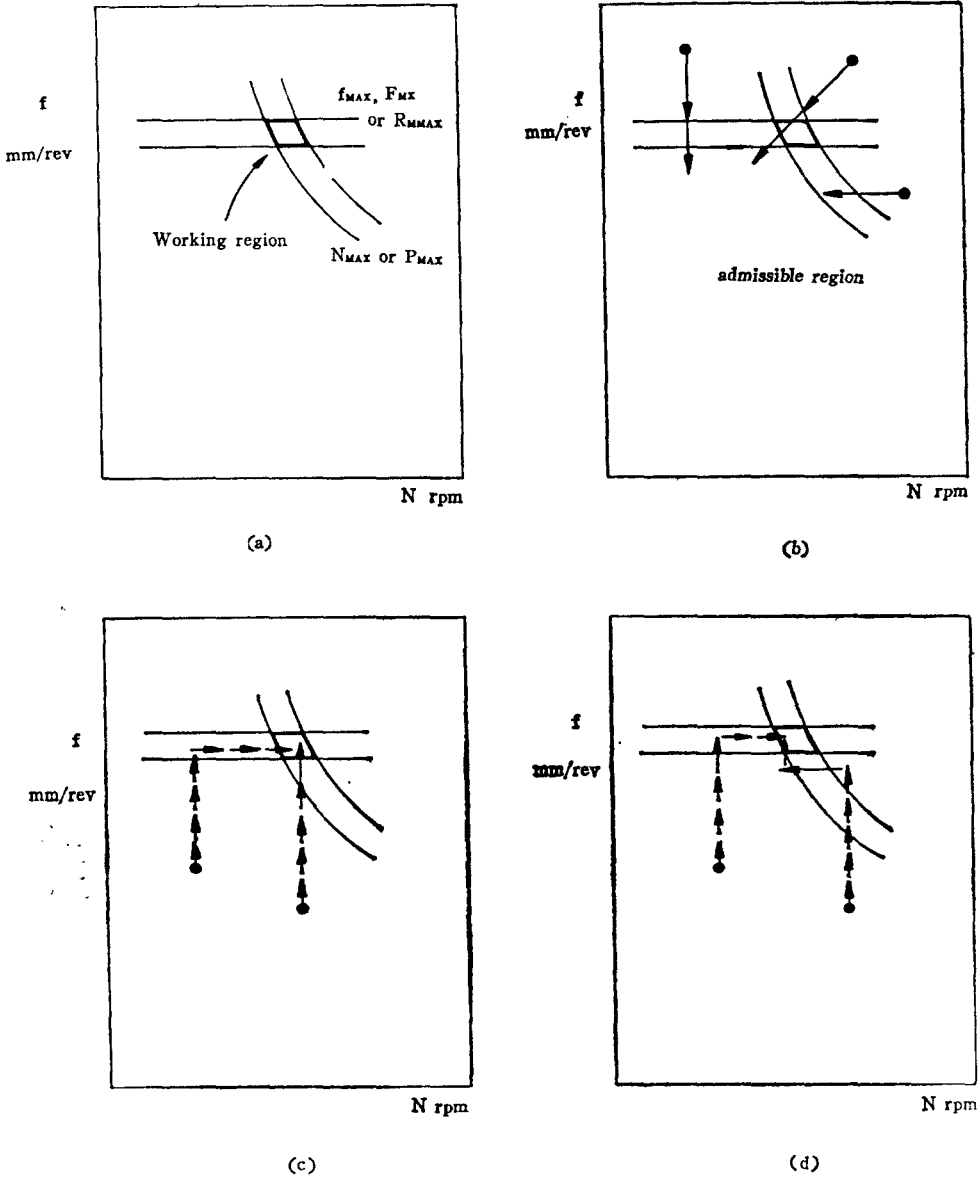 f
mm/rev
fMAX, FMX
or RMMAX
Working region
NMAX or PMAX
N rpm
(a)
f
mm/rev
admissible region
N rpm
(b)
f
mm/rev
N rpm
(c)
f
mm/rev
N rpm
(d)